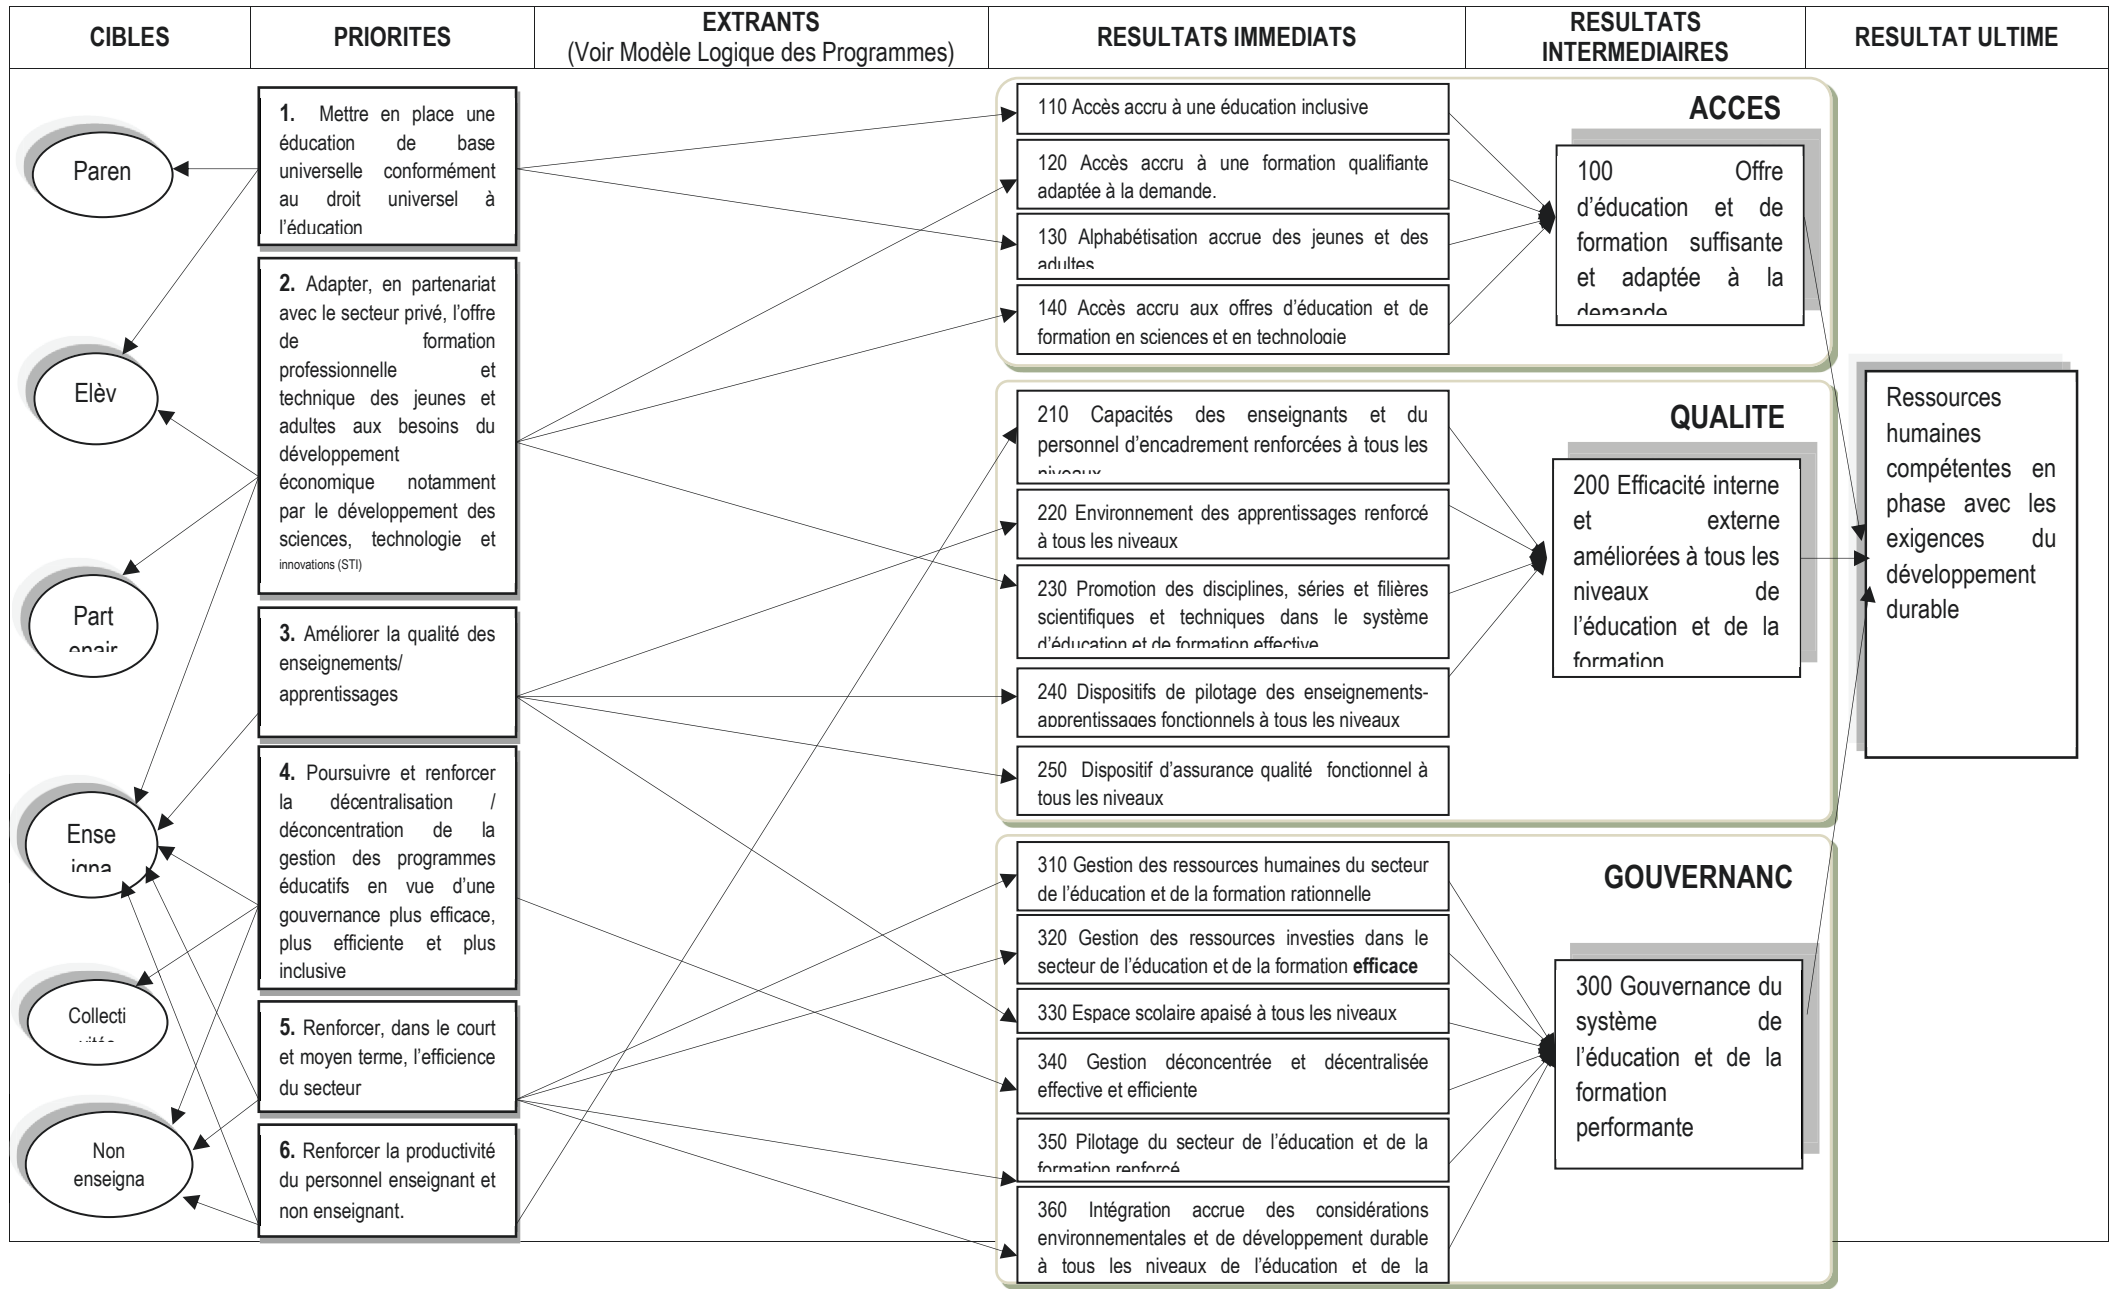 CIBLES
PRIORITES
EXTRANTS
(Voir Modèle Logique des Programmes)
RESULTATS IMMEDIATS
RESULTATS
INTERMEDIAIRES
RESULTAT ULTIME
Paren
Elèv
Part
enair
Ense
igna
Collecti
vités
Non
enseigna
1. Mettre en place une
éducation de base
universelle conformément
au droit universel à
l'éducation
2. Adapter, en partenariat
avec le secteur privé, l'offre
de formation
professionnelle et
technique des jeunes et
adultes aux besoins du
développement
économique notamment
par le développement des
sciences, technologie et
innovations (STI)
3. Améliorer la qualité des
enseignements/
apprentissages
4. Poursuivre et renforcer
la décentralisation /
déconcentration de la
gestion des programmes
éducatifs en vue d'une
gouvernance plus efficace,
plus efficiente et plus
inclusive
5. Renforcer, dans le court
et moyen terme, l'efficience
du secteur
6. Renforcer la productivité
du personnel enseignant et
non enseignant.
ACCES
110 Accès accru à une éducation inclusive
120 Accès accru à une formation qualifiante
adaptée à la demande.
130 Alphabétisation accrue des jeunes et des
adultes
140 Accès accru aux offres d'éducation et de
formation en sciences et en technologie
100 Offre
d'éducation et de
formation suffisante
et adaptée à la
demande
QUALITE
210 Capacités des enseignants et du
personnel d'encadrement renforcées à tous les
niveaux
220 Environnement des apprentissages renforcé
à tous les niveaux
230 Promotion des disciplines, séries et filières
scientifiques et techniques dans le système
d'éducation et de formation effective
240 Dispositifs de pilotage des enseignements-
apprentissages fonctionnels à tous les niveaux
250 Dispositif d'assurance qualité fonctionnel à
tous les niveaux
200 Efficacité interne
et externe
améliorées à tous les
niveaux de
l'éducation et de la
formation
GOUVERNANC
310 Gestion des ressources humaines du secteur
de l'éducation et de la formation rationnelle
320 Gestion des ressources investies dans le
secteur de l'éducation et de la formation efficace
330 Espace scolaire apaisé à tous les niveaux
340 Gestion déconcentrée et décentralisée
effective et efficiente
350 Pilotage du secteur de l'éducation et de la
formation renforcé
360 Intégration accrue des considérations
environnementales et de développement durable
à tous les niveaux de l'éducation et de la
300 Gouvernance du
système de
l'éducation et de la
formation
performante
Ressources
humaines
compétentes en
phase avec les
exigences du
développement
durable